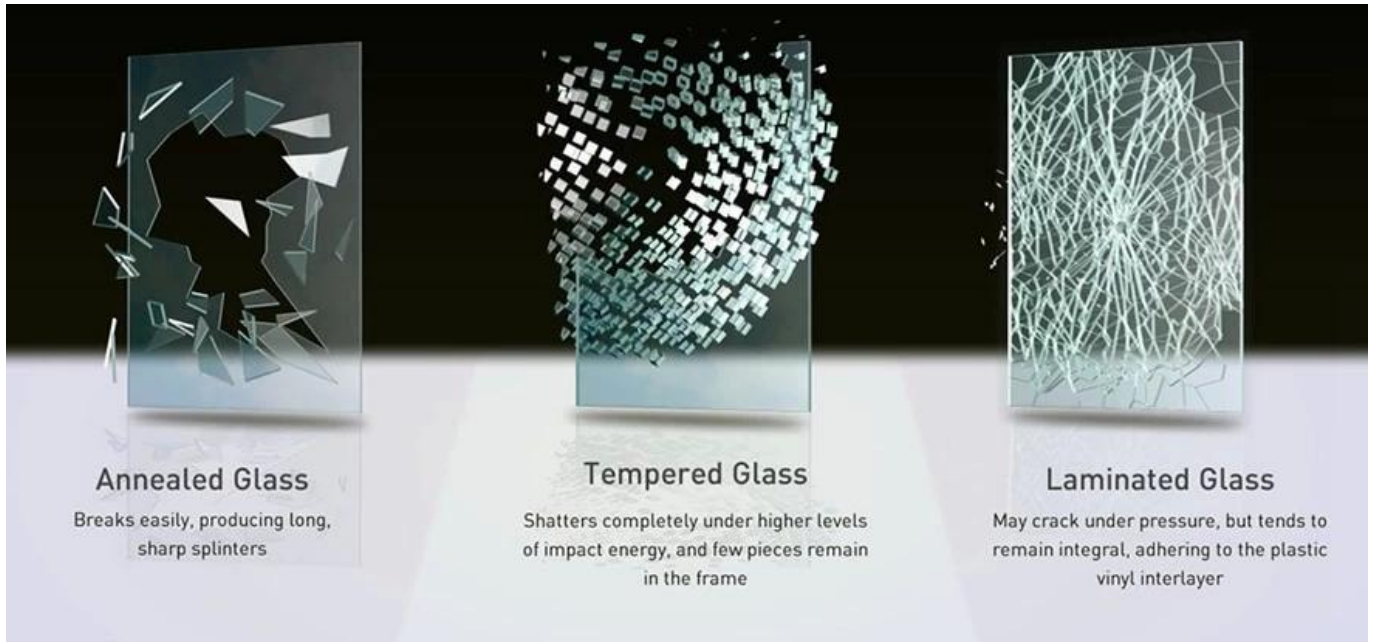 Annealed Glass
Breaks easily, producing long,
sharp splinters
Tempered Glass
Shatters completely under higher levels
of impact energy, and few pieces remain
in the frame
Laminated Glass
May crack under pressure, but tends to
remain integral, adhering to the plastic
vinyl interlayer